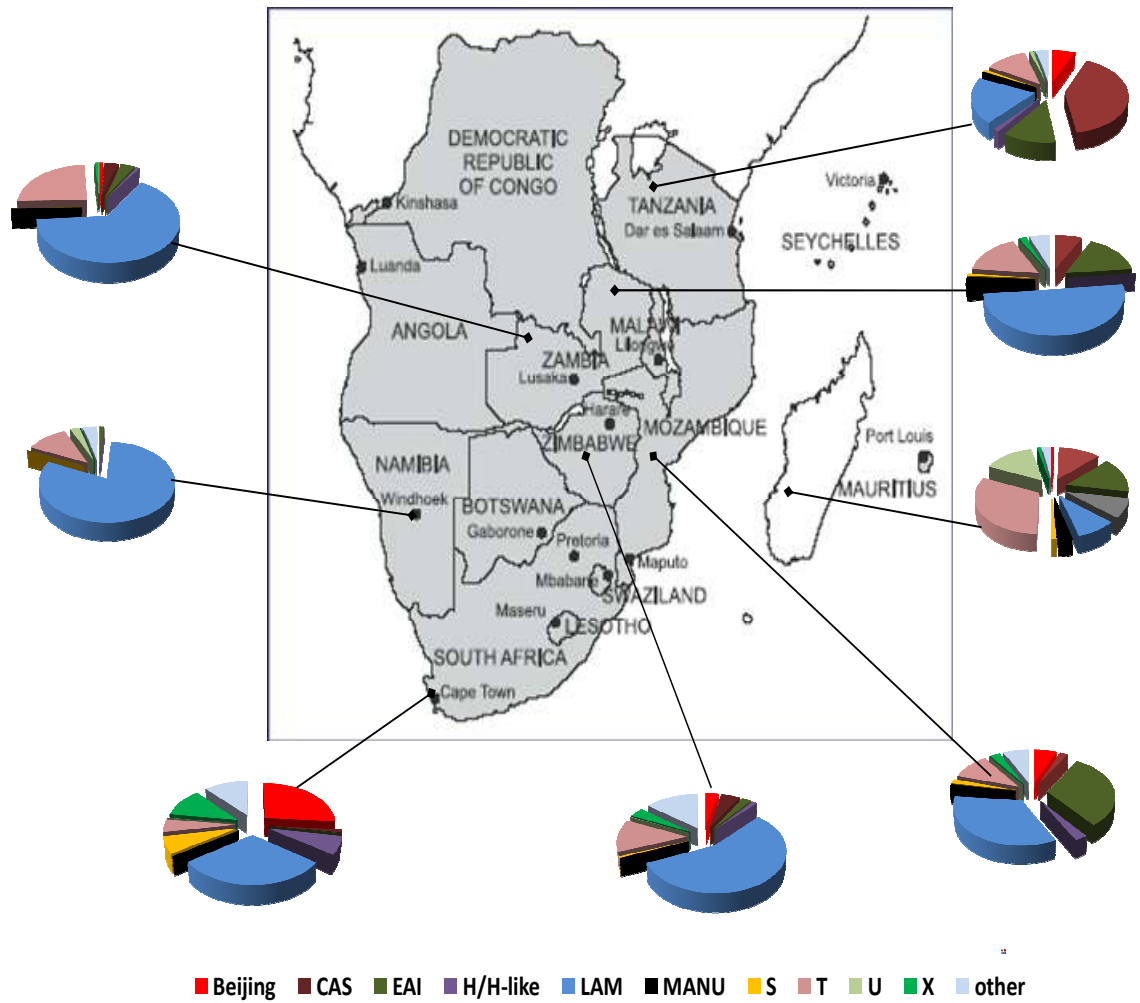 DEMOCRATIC
REPUBLIC
OF CONGO
Kinshasa
Luanda
ANGOLA
TANZANIA
Dar es Salaam
Victoria
SEYCHELLES
MALAWI
Lilongwe
ZAMBIA
Lusaka
Harare
ZIMBABWE
MOZAMBIQUE
Port Louis
MAURITIUS
NAMIBIA
Windhoek
BOTSWANA
Gaborone
Pretoria
Mbabane
Maputo
SWAZILAND
Maseru
LESOTHO
SOUTH AFRICA
Cape Town
Beijing CAS EAI H/H-like LAM MANU S T U X other